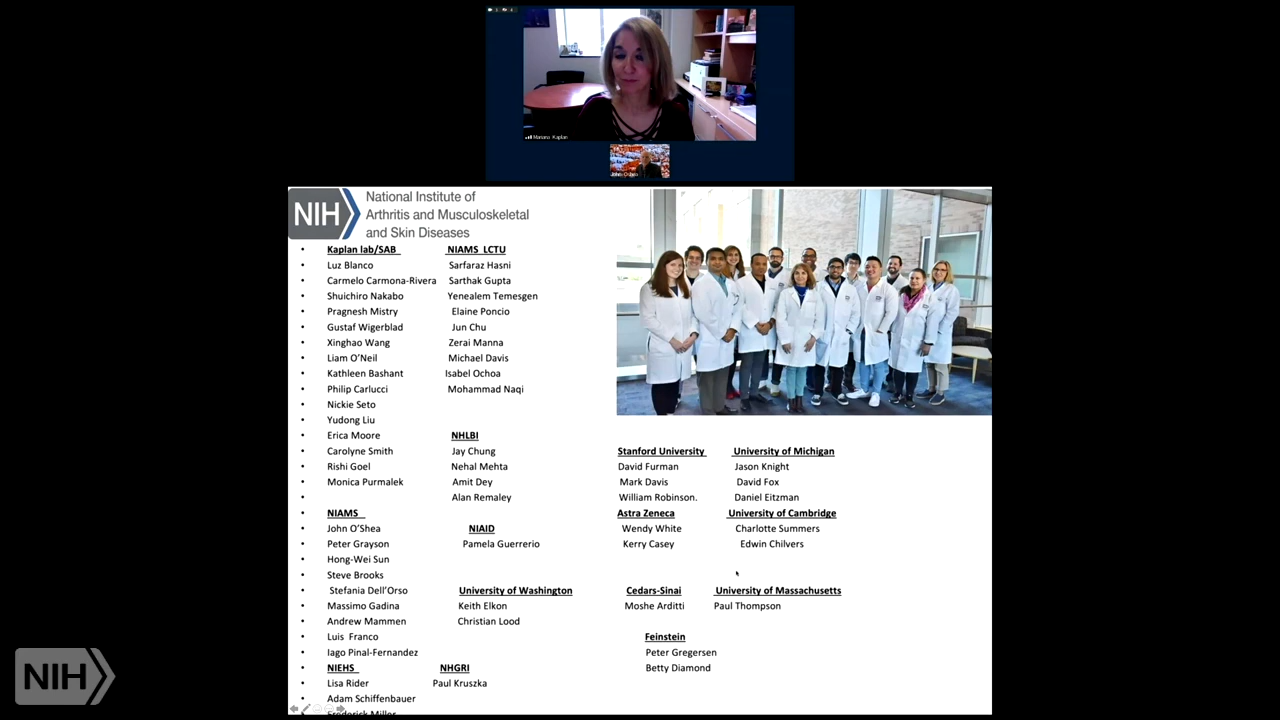 Mariana Kaplan
NIH
National Institute of
Arthritis and Musculoskeletal
and Skin Diseases
Kaplan lab/SAB NIAMS LCTU
Luz Blanco Sarfaraz Hasni
Carmelo Carmona-Rivera Sarthak Gupta
Shuichiro Nakabo Yenealem Temesgen
Pragnesh Mistry Elaine Poncio
Gustaf Wigerblad Jun Chu
Xinghao Wang Zerai Manna
Liam O'Neil Michael Davis
Kathleen Bashant Isabel Ochoa
Philip Carlucci Mohammad Naqi
Nickie Seto
Yudong Liu
Erica Moore NHLBI
Carolyne Smith Jay Chung Stanford University University of Michigan
Rishi Goel Nehal Mehta David Furman Jason Knight
Monica Purmalek Amit Dey Mark Davis David Fox
Alan Remaley William Robinson. Daniel Eitzman
NIAMS Astra Zeneca University of Cambridge
John O'Shea NIAID Wendy White Charlotte Summers
Peter Grayson Pamela Guerrerio Kerry Casey Edwin Chilvers
Hong-Wei Sun
Steve Brooks
Stefania Dell'Orso University of Washington Cedars-Sinai University of Massachusetts
Massimo Gadina Keith Elkon Moshe Arditti Paul Thompson
Andrew Mammen Christian Lood
Luis Franco Feinstein
Iago Pinal-Fernandez Peter Gregersen
NIEHS NHGRI Betty Diamond
Lisa Rider Paul Kruszka
Adam Schiffenbauer
Frederick Miller
NIH